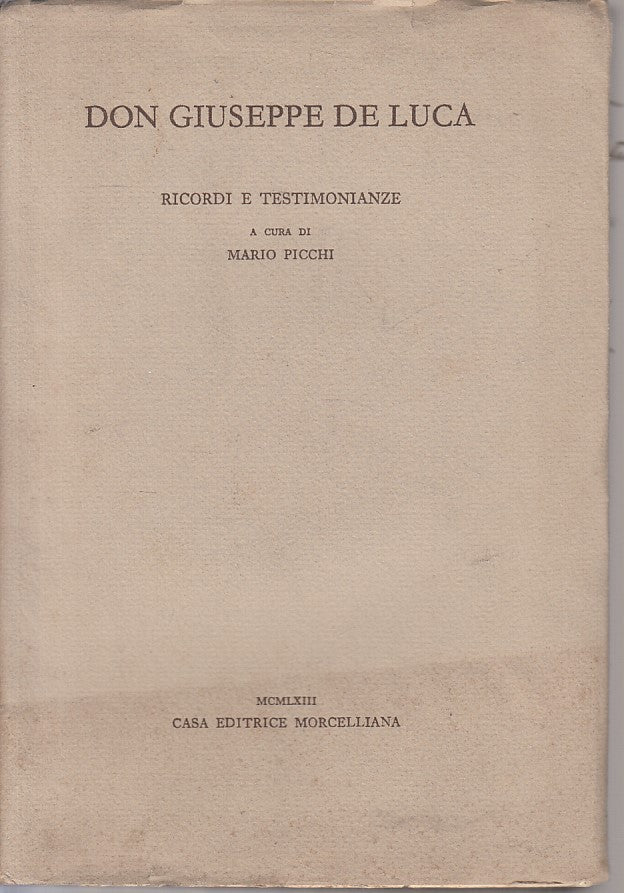 DON GIUSEPPE DE LUCA
RICORDI E TESTIMONIANZE
A CURA DI
MARIO PICCHI
MCMLXIII
CASA EDITRICE MORCELLIANA